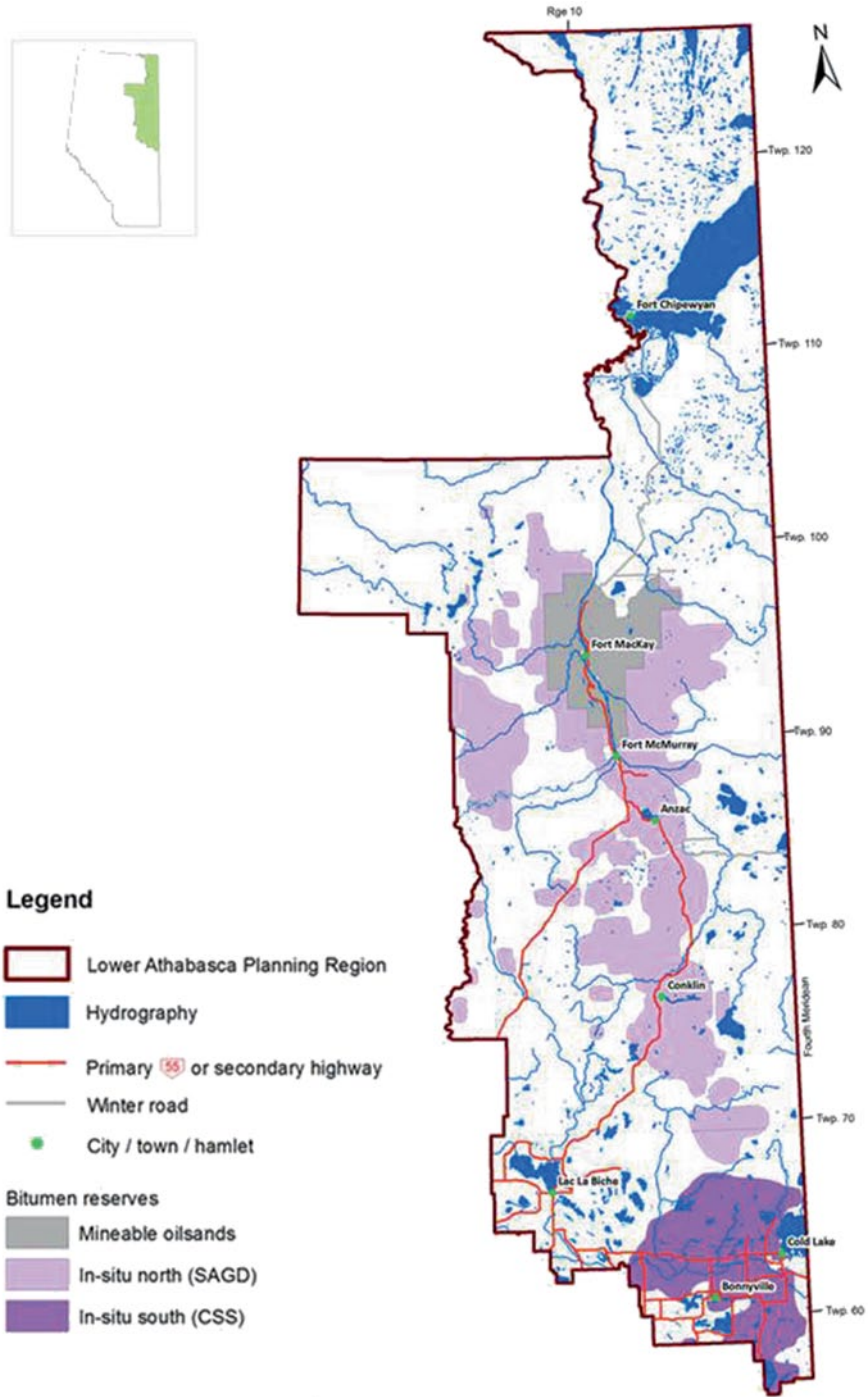 Rge 10
N
Twp. 120
Fort Chipewyan
Twp. 110
Twp. 100
Fort MacKay
Twp. 90
Fort McMurray
Anzac
Twp. 80
Conklin
Fourth Meridean
Twp. 70
Lac La Biche
Cold Lake
Bonnyville
Twp. 60
Legend
Lower Athabasca Planning Region
Hydrography
Primary 55 or secondary highway
Winter road
City / town / hamlet
Bitumen reserves
Mineable oilsands
In-situ north (SAGD)
In-situ south (CSS)